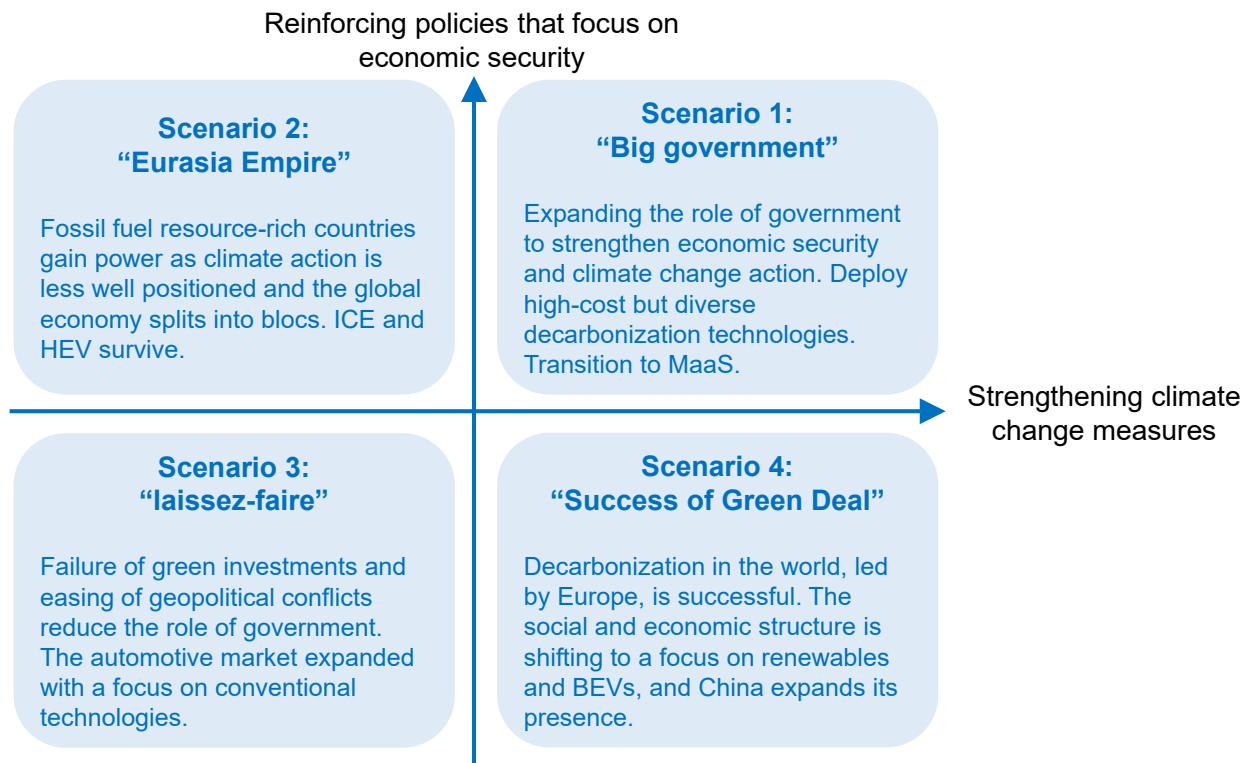 Reinforcing policies that focus on
economic security
Scenario 2:
“Eurasia Empire”
Fossil fuel resource-rich countries
gain power as climate action is
less well positioned and the global
economy splits into blocs. ICE and
HEV survive.
Scenario 1:
“Big government”
Expanding the role of government
to strengthen economic security
and climate change action. Deploy
high-cost but diverse
decarbonization technologies.
Transition to MaaS.
Strengthening climate
change measures
Scenario 3:
“laissez-faire”
Failure of green investments and
easing of geopolitical conflicts
reduce the role of government.
The automotive market expanded
with a focus on conventional
technologies.
Scenario 4:
“Success of Green Deal”
Decarbonization in the world, led
by Europe, is successful. The
social and economic structure is
shifting to a focus on renewables
and BEVs, and China expands its
presence.